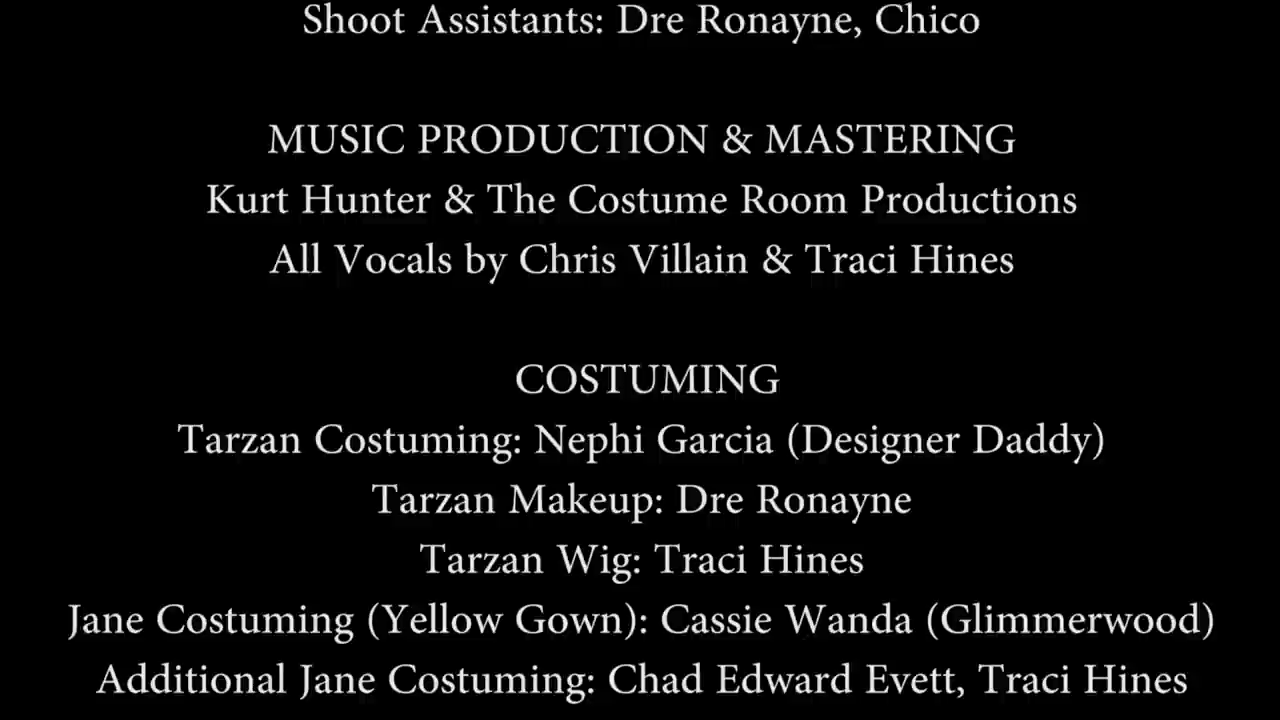 Shoot Assistants: Dre Ronayne, Chico
MUSIC PRODUCTION & MASTERING
Kurt Hunter & The Costume Room Productions
All Vocals by Chris Villain & Traci Hines
COSTUMING
Tarzan Costuming: Nephi Garcia (Designer Daddy)
Tarzan Makeup: Dre Ronayne
Tarzan Wig: Traci Hines
Jane Costuming (Yellow Gown): Cassie Wanda (Glimmerwood)
Additional Jane Costuming: Chad Edward Evett, Traci Hines